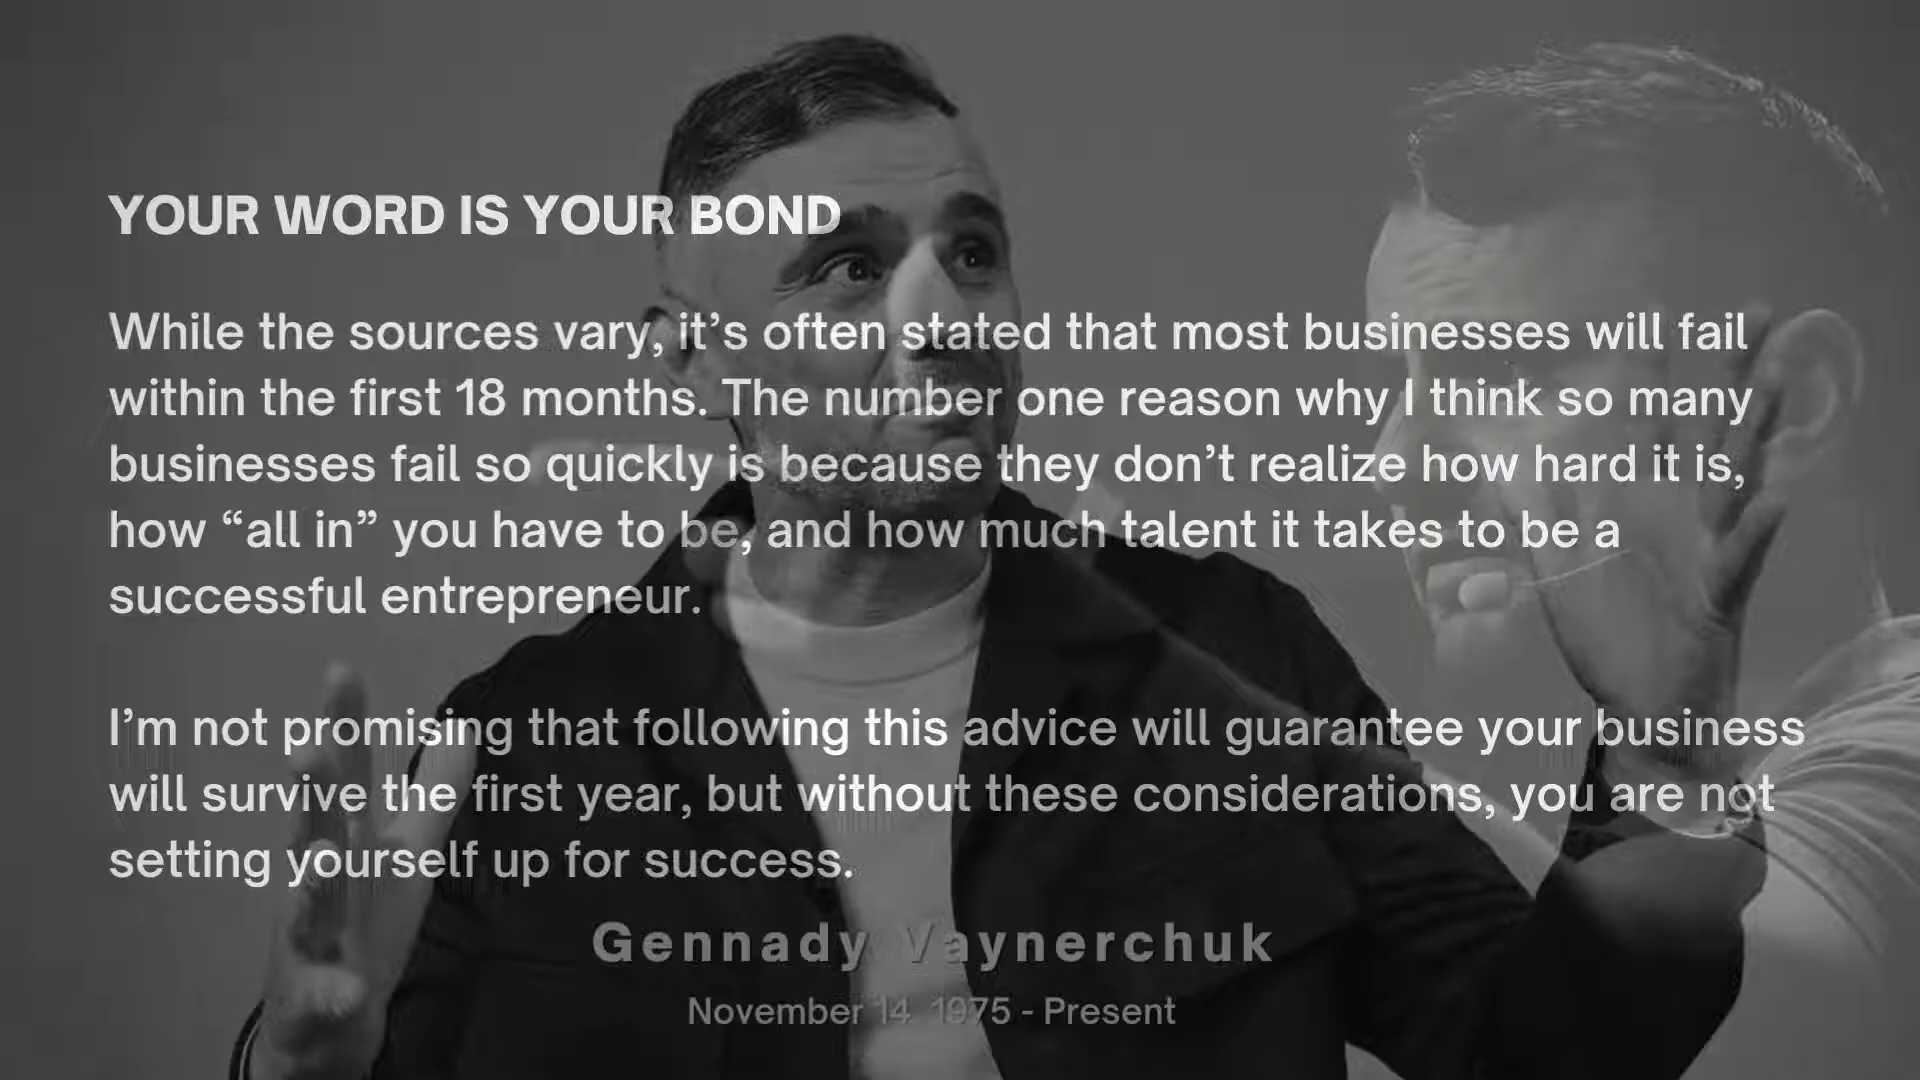 YOUR WORD IS YOUR BOND
While the sources vary, it’s often stated that most businesses will fail
within the first 18 months. The number one reason why I think so many
businesses fail so quickly is because they don’t realize how hard it is,
how “all in” you have to be, and how much talent it takes to be a
successful entrepreneur.
I’m not promising that following this advice will guarantee your business
will survive the first year, but without these considerations, you are not
setting yourself up for success.
Gennady Vaynerchuk
November 14 1975 - Present